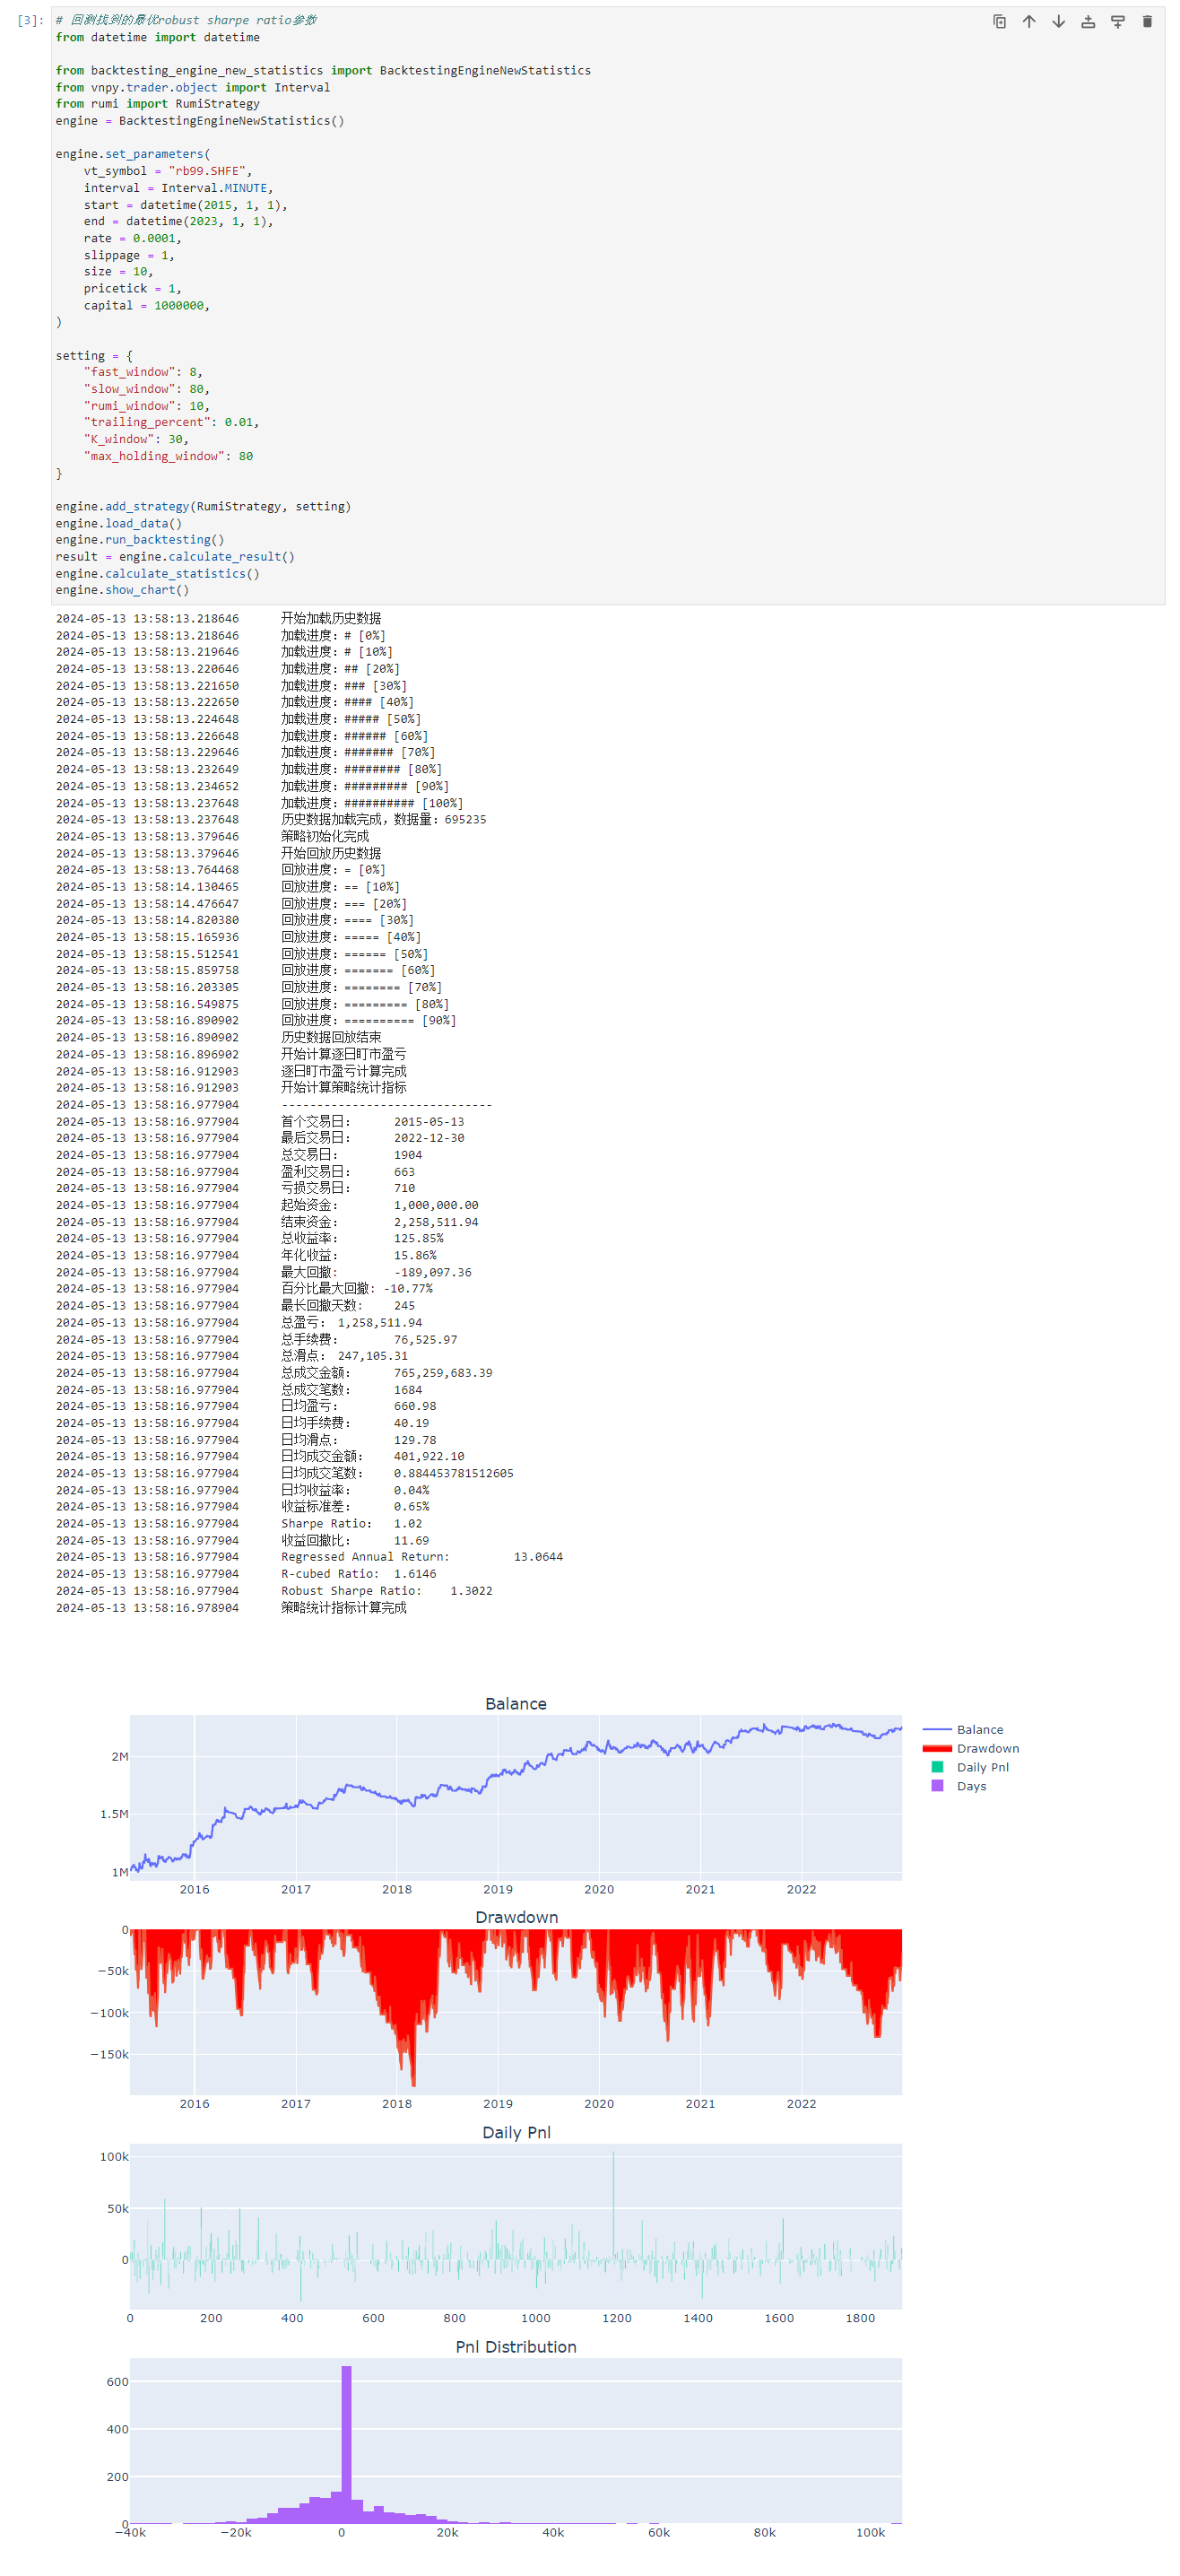 [3]: # 回测找到的最优robust sharpe ratio参数
from datetime import datetime
from backtesting_engine_new_statistics import BacktestingEngineNewStatistics
from vnpy.trader.object import Interval
from rumi import RumiStrategy
engine = BacktestingEngineNewStatistics()
engine.set_parameters(
vt_symbol = "rb99.SHFE",
interval = Interval.MINUTE,
start = datetime(2015, 1, 1),
end = datetime(2023, 1, 1),
rate = 0.0001,
slippage = 1,
size = 10,
pricetick = 1,
capital = 1000000,
)
setting = {
"fast_window": 8,
"slow_window": 80,
"rumi_window": 10,
"trailing_percent": 0.01,
"K_window": 30,
"max_holding_window": 80
}
engine.add_strategy(RumiStrategy, setting)
engine.load_data()
engine.run_backtesting()
result = engine.calculate_result()
engine.calculate_statistics()
engine.show_chart()
2024-05-13 13:58:13.218646 开始加载历史数据
2024-05-13 13:58:13.218646 加载进度：# [0%]
2024-05-13 13:58:13.219646 加载进度：# [10%]
2024-05-13 13:58:13.220646 加载进度：## [20%]
2024-05-13 13:58:13.221650 加载进度：### [30%]
2024-05-13 13:58:13.222650 加载进度：#### [40%]
2024-05-13 13:58:13.224648 加载进度：##### [50%]
2024-05-13 13:58:13.226648 加载进度：###### [60%]
2024-05-13 13:58:13.229646 加载进度：####### [70%]
2024-05-13 13:58:13.232649 加载进度：######## [80%]
2024-05-13 13:58:13.234652 加载进度：######### [90%]
2024-05-13 13:58:13.237648 加载进度：########## [100%]
2024-05-13 13:58:13.237648 历史数据加载完成，数据量：695235
2024-05-13 13:58:13.379646 策略初始化完成
2024-05-13 13:58:13.379646 开始回放历史数据
2024-05-13 13:58:13.764468 回放进度：= [0%]
2024-05-13 13:58:14.130465 回放进度：== [10%]
2024-05-13 13:58:14.476647 回放进度：=== [20%]
2024-05-13 13:58:14.820380 回放进度：==== [30%]
2024-05-13 13:58:15.165936 回放进度：===== [40%]
2024-05-13 13:58:15.512541 回放进度：====== [50%]
2024-05-13 13:58:15.859758 回放进度：======= [60%]
2024-05-13 13:58:16.203305 回放进度：======== [70%]
2024-05-13 13:58:16.549875 回放进度：========= [80%]
2024-05-13 13:58:16.890902 回放进度：========== [90%]
2024-05-13 13:58:16.890902 历史数据回放结束
2024-05-13 13:58:16.896902 开始计算逐日盯市盈亏
2024-05-13 13:58:16.912903 逐日盯市盈亏计算完成
2024-05-13 13:58:16.912903 开始计算策略统计指标
2024-05-13 13:58:16.977904 ------------------------------
2024-05-13 13:58:16.977904 首个交易日： 2015-05-13
2024-05-13 13:58:16.977904 最后交易日： 2022-12-30
2024-05-13 13:58:16.977904 总交易日： 1904
2024-05-13 13:58:16.977904 盈利交易日： 663
2024-05-13 13:58:16.977904 亏损交易日： 710
2024-05-13 13:58:16.977904 起始资金： 1,000,000.00
2024-05-13 13:58:16.977904 结束资金： 2,258,511.94
2024-05-13 13:58:16.977904 总收益率： 125.85%
2024-05-13 13:58:16.977904 年化收益： 15.86%
2024-05-13 13:58:16.977904 最大回撤: -189,097.36
2024-05-13 13:58:16.977904 百分比最大回撤: -10.77%
2024-05-13 13:58:16.977904 最长回撤天数: 245
2024-05-13 13:58:16.977904 总盈亏： 1,258,511.94
2024-05-13 13:58:16.977904 总手续费： 76,525.97
2024-05-13 13:58:16.977904 总滑点： 247,105.31
2024-05-13 13:58:16.977904 总成交金额： 765,259,683.39
2024-05-13 13:58:16.977904 总成交笔数： 1684
2024-05-13 13:58:16.977904 日均盈亏： 660.98
2024-05-13 13:58:16.977904 日均手续费： 40.19
2024-05-13 13:58:16.977904 日均滑点： 129.78
2024-05-13 13:58:16.977904 日均成交金额： 401,922.10
2024-05-13 13:58:16.977904 日均成交笔数： 0.884453781512605
2024-05-13 13:58:16.977904 日均收益率： 0.04%
2024-05-13 13:58:16.977904 收益标准差： 0.65%
2024-05-13 13:58:16.977904 Sharpe Ratio： 1.02
2024-05-13 13:58:16.977904 收益回撤比： 11.69
2024-05-13 13:58:16.977904 Regressed Annual Return: 13.0644
2024-05-13 13:58:16.977904 R-cubed Ratio: 1.6146
2024-05-13 13:58:16.977904 Robust Sharpe Ratio: 1.3022
2024-05-13 13:58:16.978904 策略统计指标计算完成
Balance
2M
1.5M
1M
2016 2017 2018 2019 2020 2021 2022
Balance
Drawdown
Daily Pnl
Days
Drawdown
0
−50k
−100k
−150k
2016 2017 2018 2019 2020 2021 2022
Daily Pnl
100k
50k
0
0 200 400 600 800 1000 1200 1400 1600 1800
Pnl Distribution
600
400
200
0
−40k −20k 0 20k 40k 60k 80k 100k